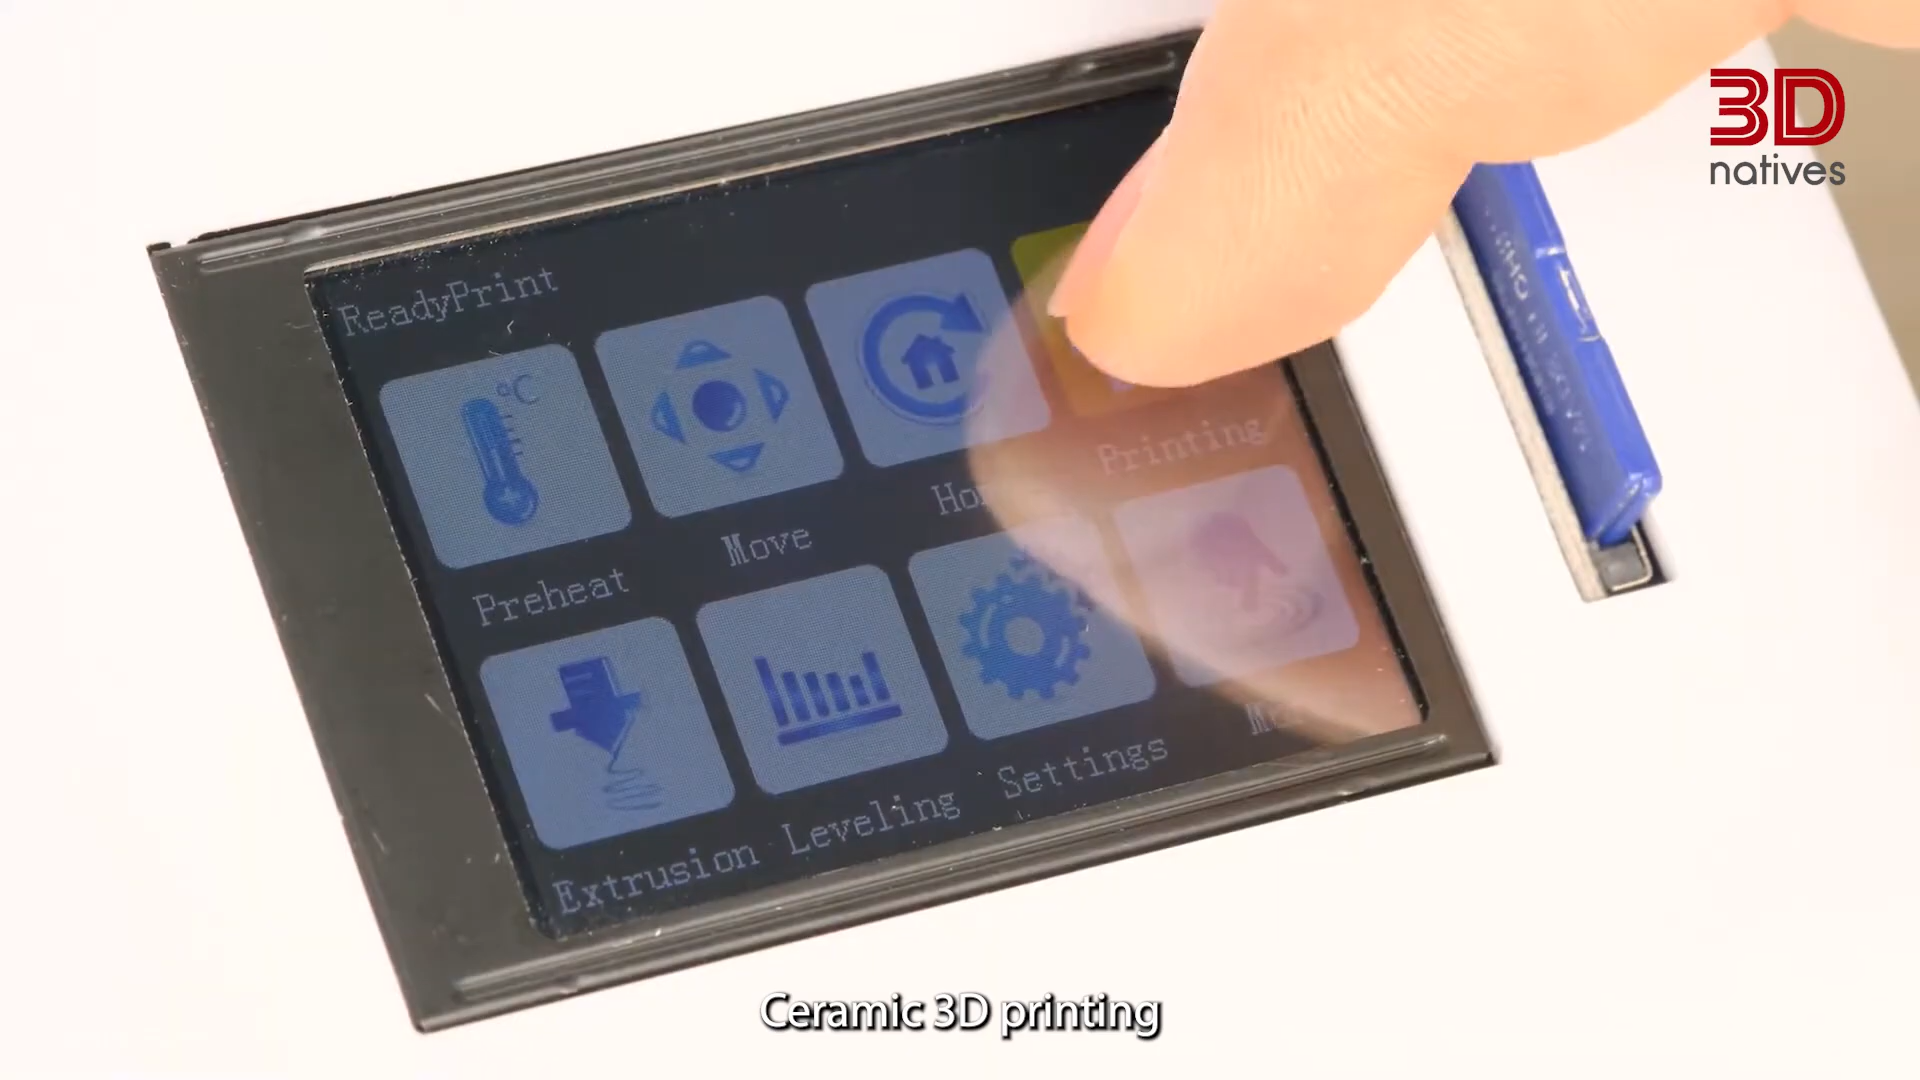 3D
natives
ReadyPrint
°C
Preheat
Move
Printing
Extrusion
Leveling
Settings
Ceramic 3D printing